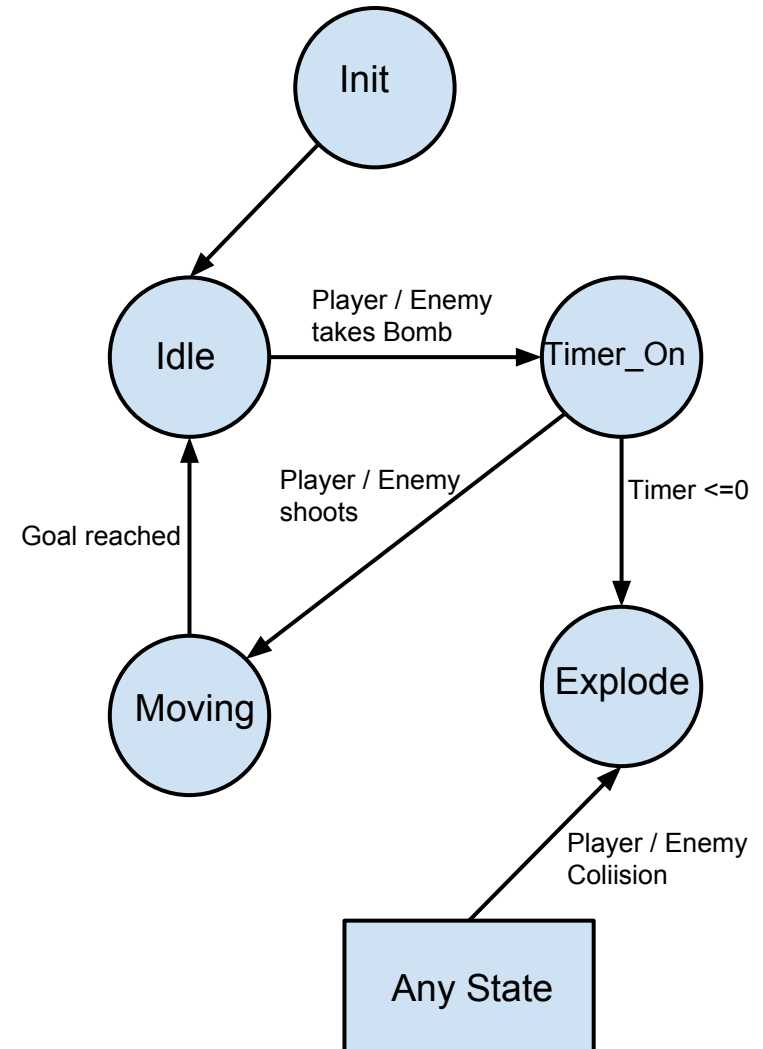 Init
Player / Enemy
takes Bomb
Idle
Timer_On
Player / Enemy
shoots
Timer <=0
Goal reached
Explode
Moving
Player / Enemy
Coliision
Any State